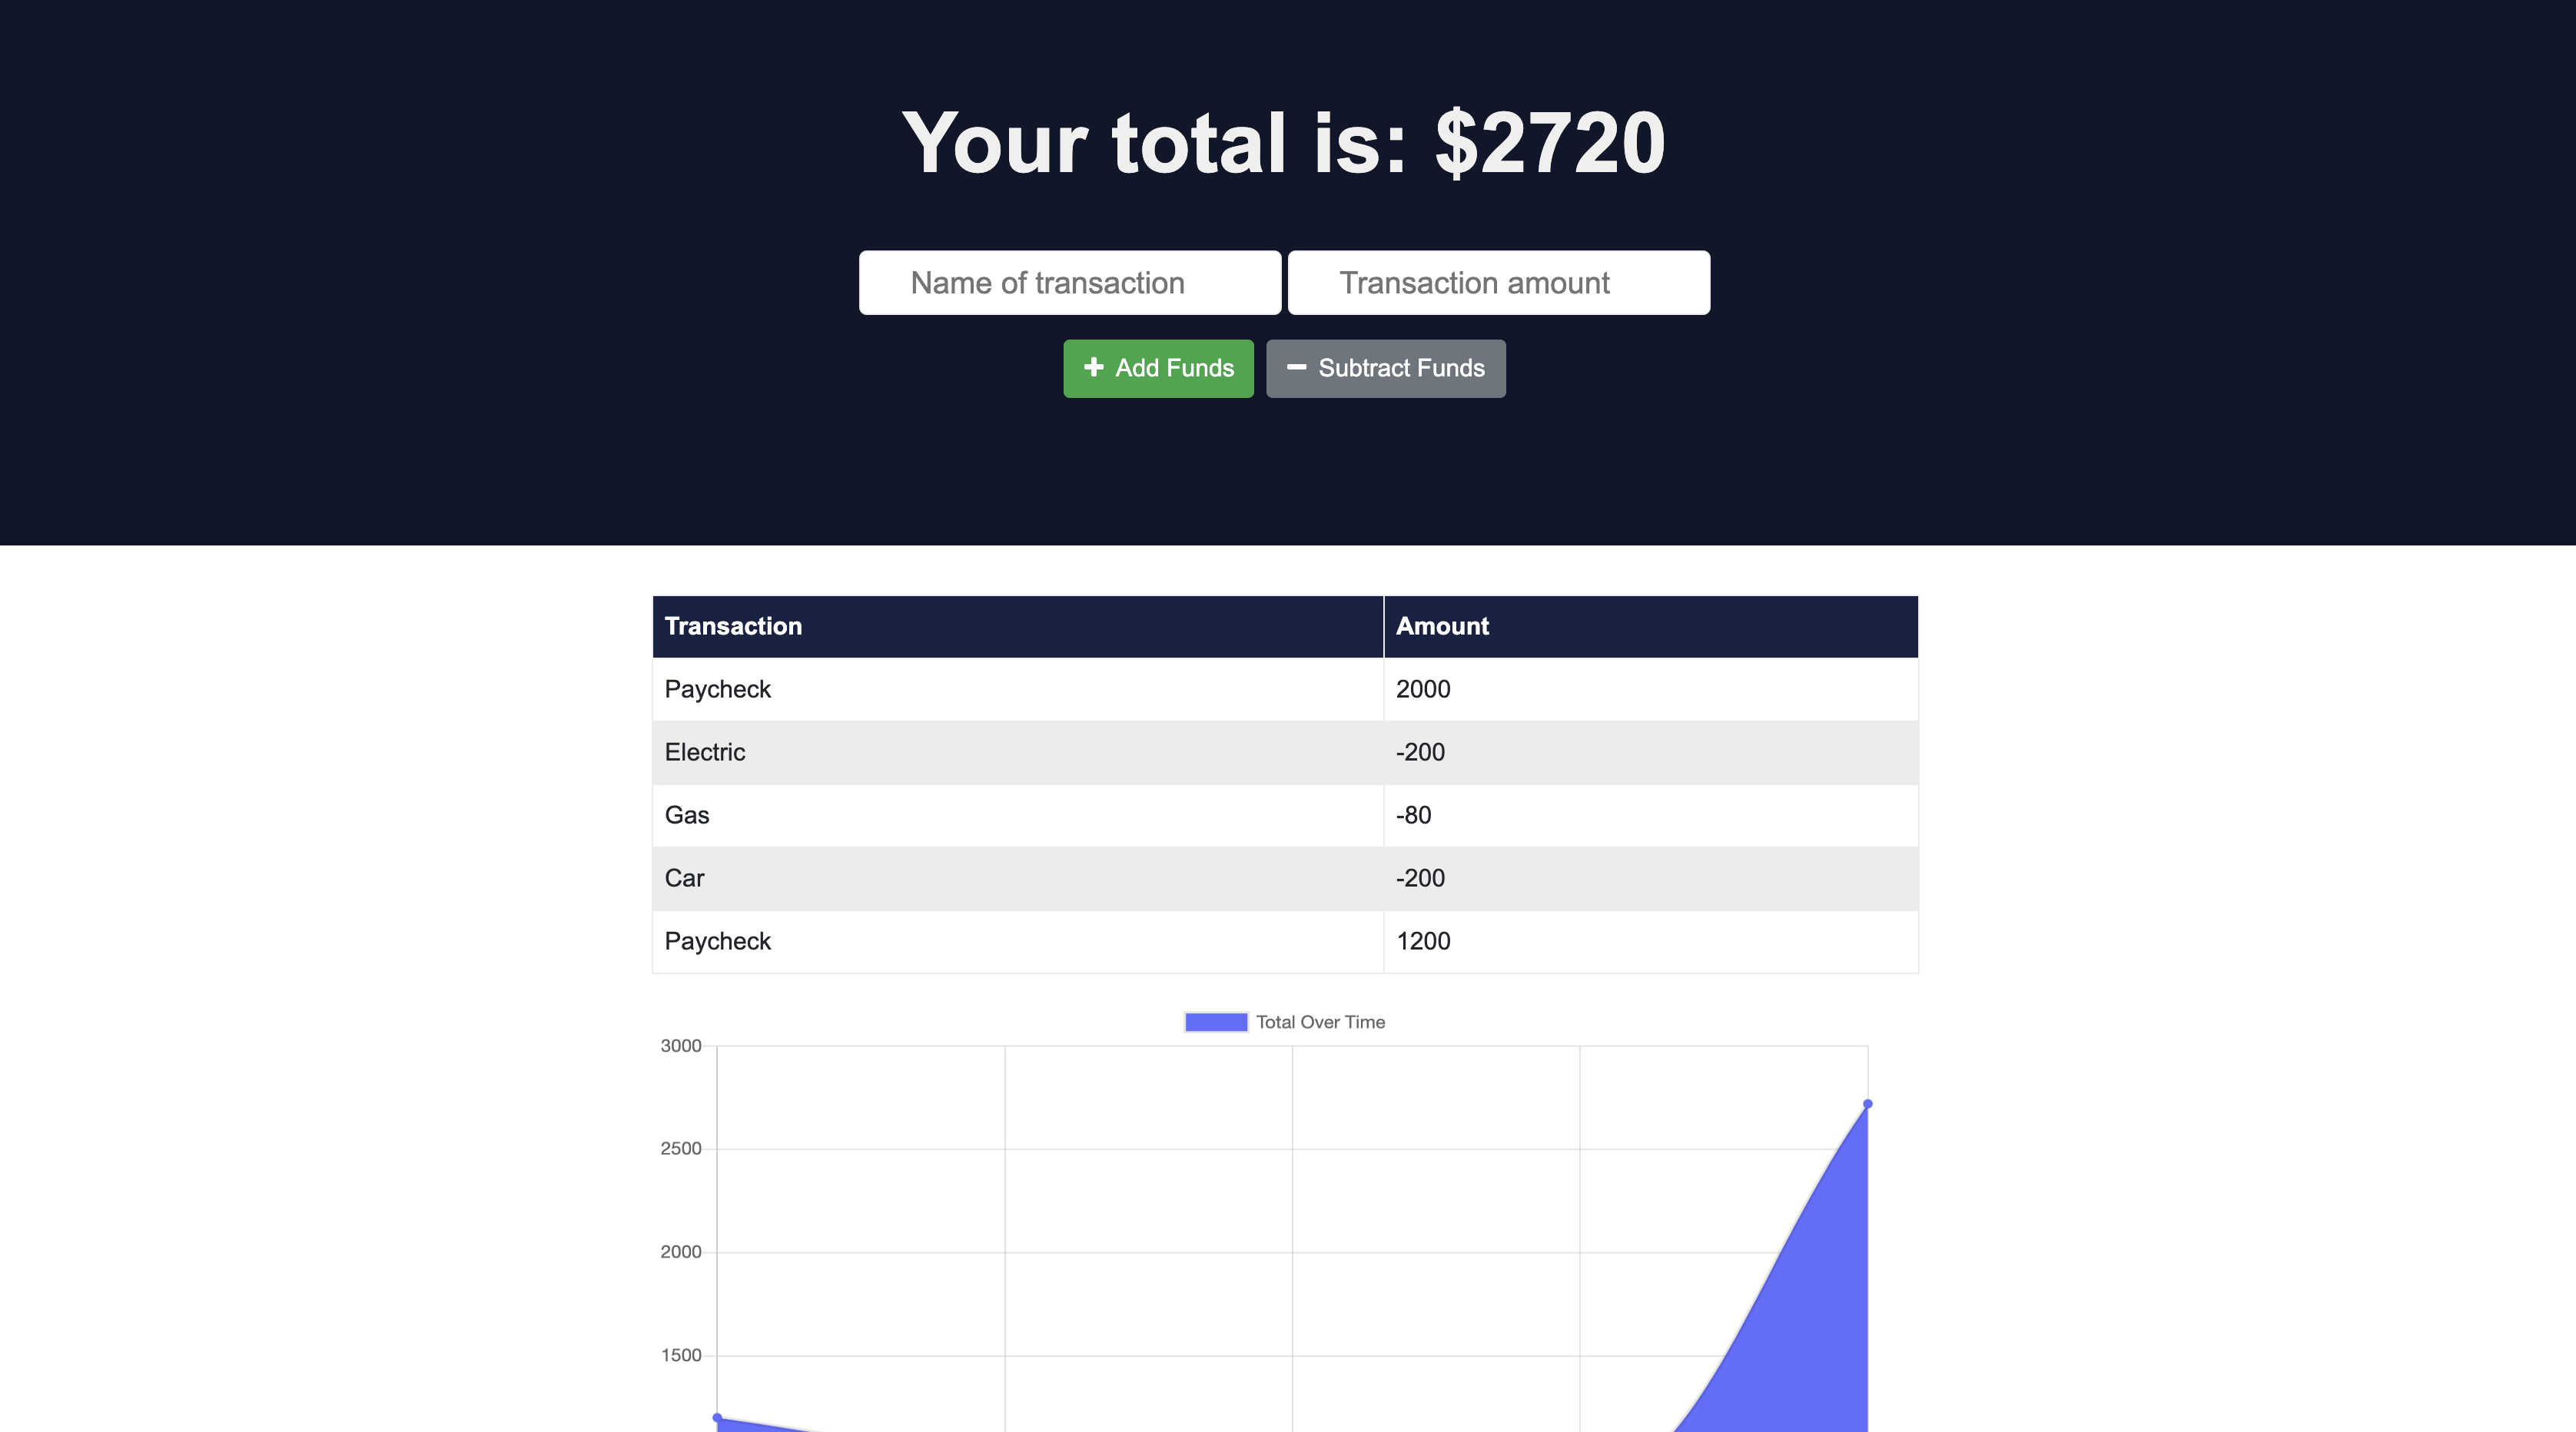 Your total is: $2720
Name of transaction Transaction amount
Add Funds Subtract Funds
Transaction Amount
Paycheck 2000
Electric -200
Gas -80
Car -200
Paycheck 1200
Total Over Time
3000
2500
2000
1500